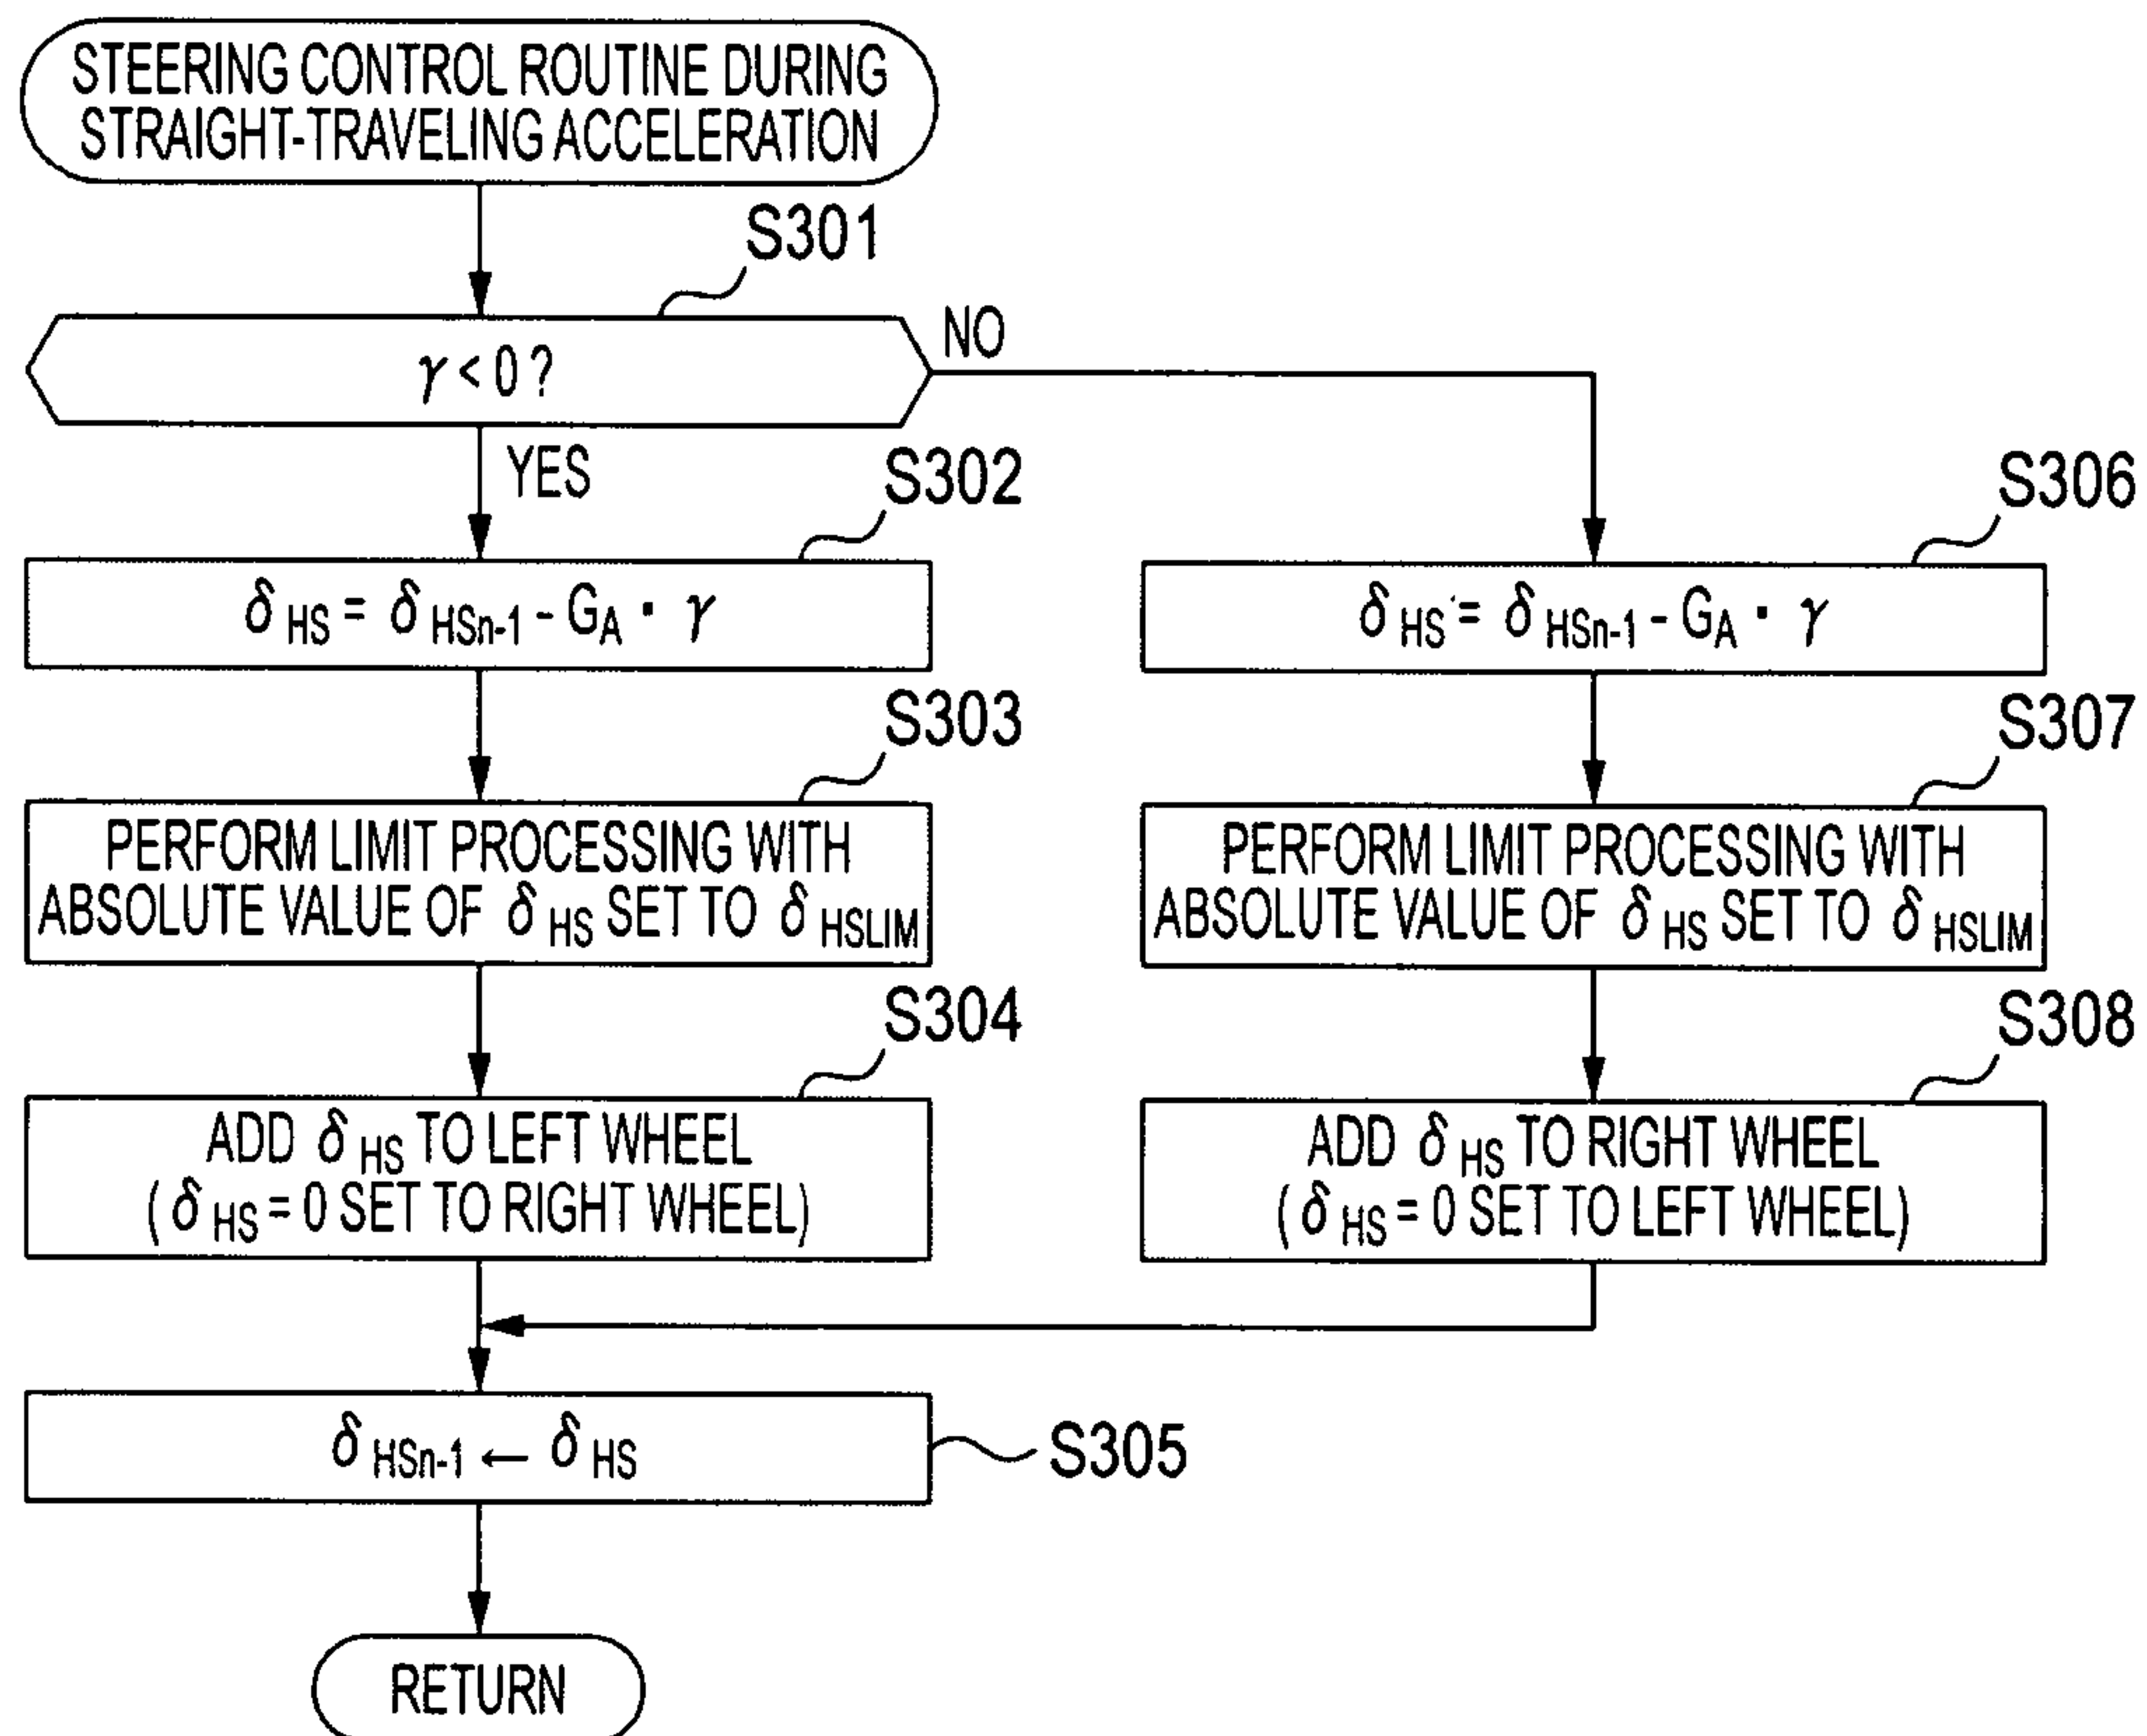 STEERING CONTROL ROUTINE DURING
STRAIGHT-TRAVELING ACCELERATION
S301
γ < 0 ?
NO
YES
S302
δ HS = δ HSn-1 - GA · γ
S303
PERFORM LIMIT PROCESSING WITH
ABSOLUTE VALUE OF δ HS SET TO δ HSLIM
S304
ADD δ HS TO LEFT WHEEL
( δ HS = 0 SET TO RIGHT WHEEL)
S306
δ HS = δ HSn-1 - GA · γ
S307
PERFORM LIMIT PROCESSING WITH
ABSOLUTE VALUE OF δ HS SET TO δ HSLIM
S308
ADD δ HS TO RIGHT WHEEL
( δ HS = 0 SET TO LEFT WHEEL)
δ HSn-1 ← δ HS
S305
RETURN